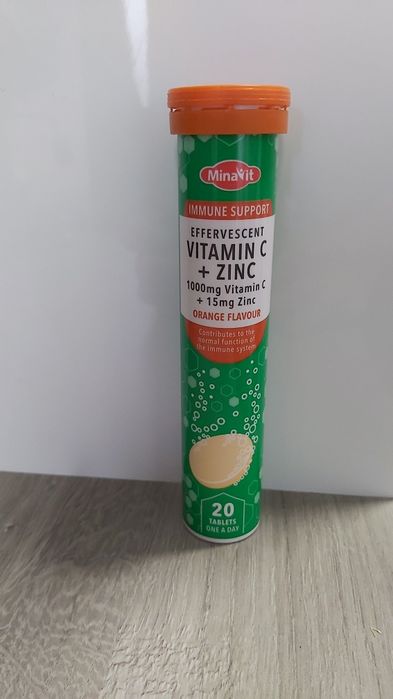 MinaVit
IMMUNE SUPPORT
EFFERVESCENT
VITAMIN C
+ ZINC
1000mg Vitamin C
+ 15mg Zinc
ORANGE FLAVOUR
Contributes to the
normal function of
the immune system
20
TABLETS
ONE A DAY